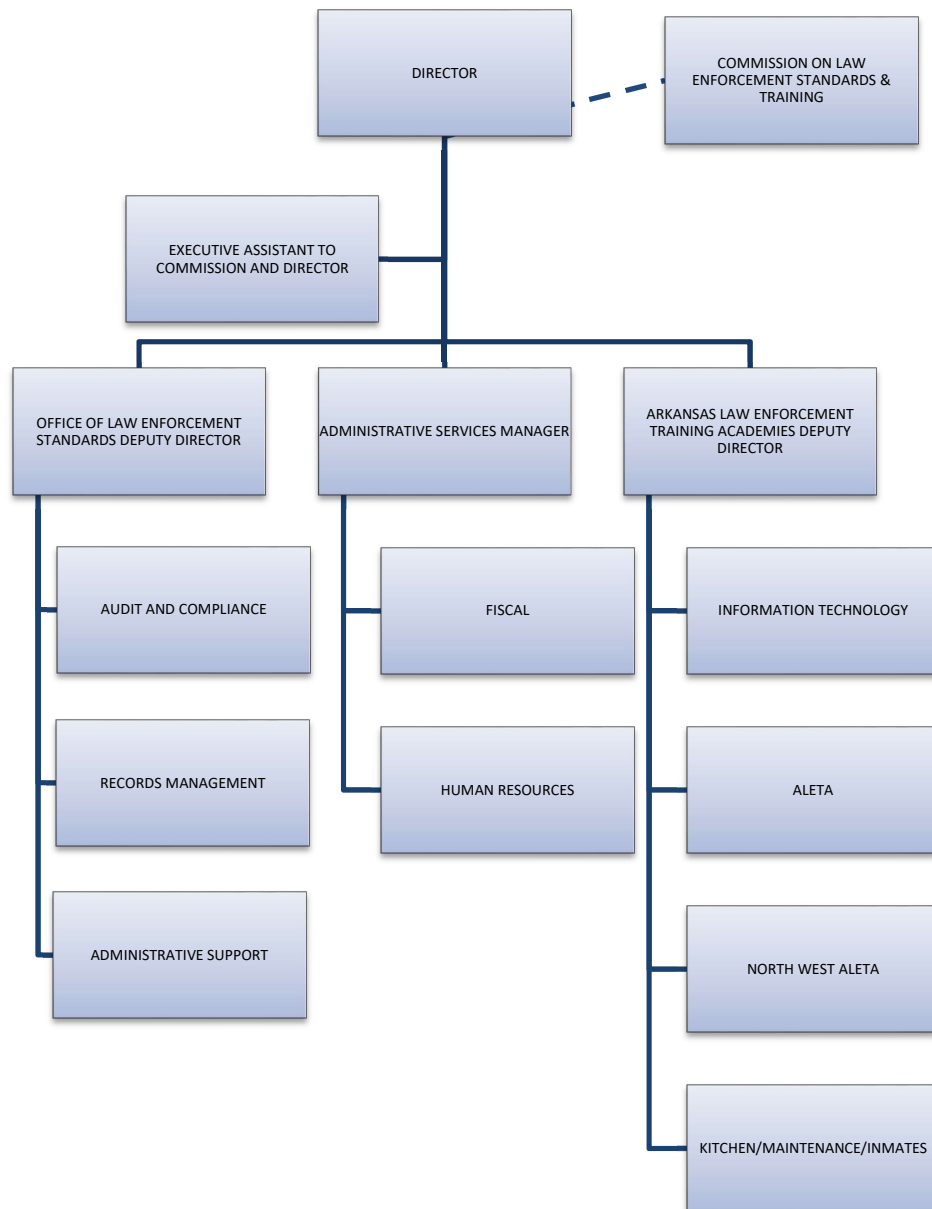 DIRECTOR
COMMISSION ON LAW
ENFORCEMENT STANDARDS &
TRAINING
EXECUTIVE ASSISTANT TO
COMMISSION AND DIRECTOR
OFFICE OF LAW ENFORCEMENT
STANDARDS DEPUTY DIRECTOR
ADMINISTRATIVE SERVICES MANAGER
ARKANSAS LAW ENFORCEMENT
TRAINING ACADEMIES DEPUTY
DIRECTOR
AUDIT AND COMPLIANCE
FISCAL
INFORMATION TECHNOLOGY
RECORDS MANAGEMENT
HUMAN RESOURCES
ALETA
ADMINISTRATIVE SUPPORT
NORTH WEST ALETA
KITCHEN/MAINTENANCE/INMATES